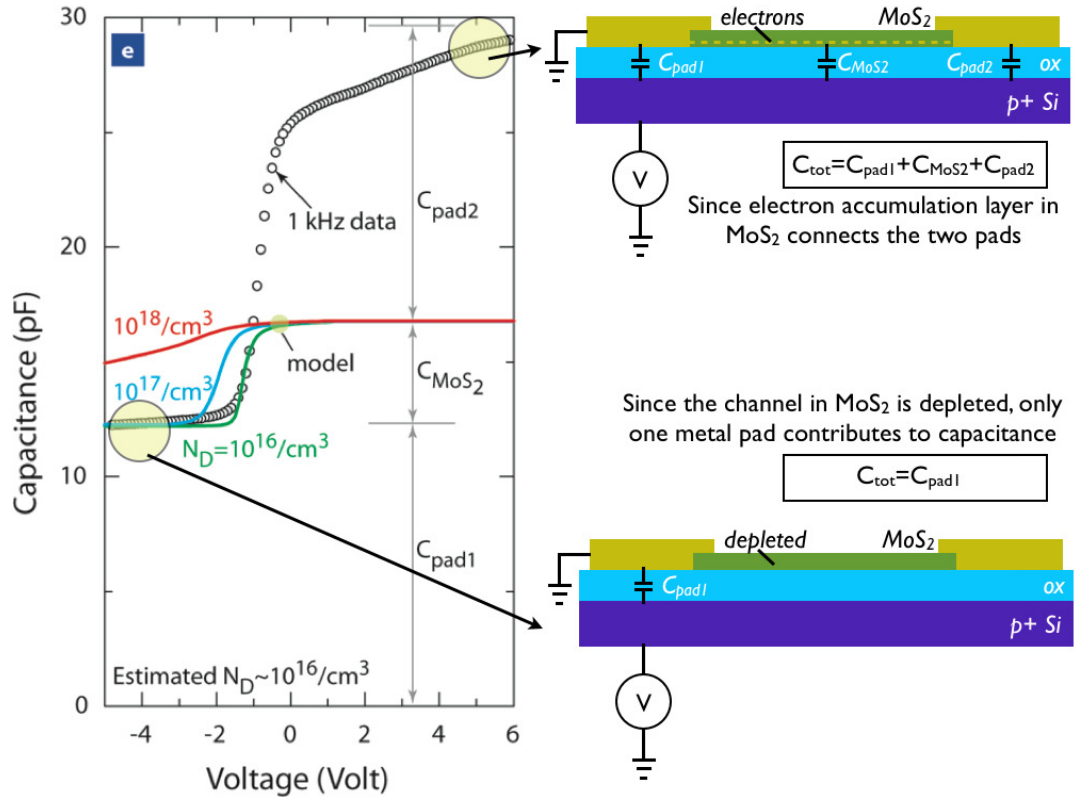 e
30
20
10
0
Capacitance (pF)
-4
-2
0
2
4
6
Voltage (Volt)
1 kHz data
10¹⁸/cm³
10¹⁷/cm³
N_D=10¹⁶/cm³
model
C_pad2
C_MoS₂
C_pad1
Estimated N_D~10¹⁶/cm³
electrons
MoS₂
C_pad1
C_MoS2
C_pad2
ox
p+ Si
V
C_tot=C_pad1+C_MoS2+C_pad2
Since electron accumulation layer in
MoS₂ connects the two pads
Since the channel in MoS₂ is depleted, only
one metal pad contributes to capacitance
C_tot=C_pad1
depleted
MoS₂
C_pad1
ox
p+ Si
V